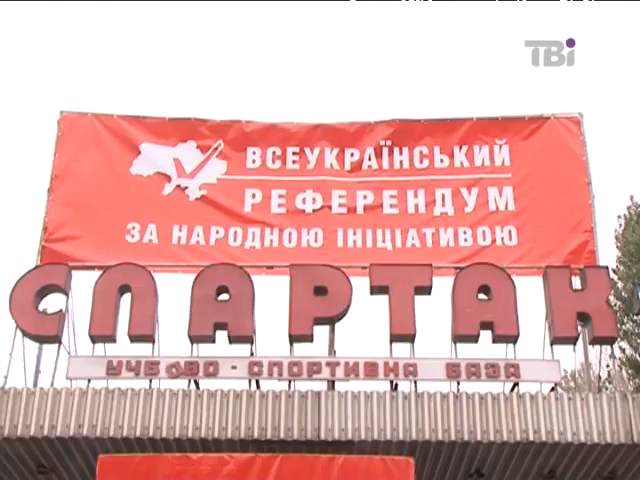 ТВі
ВСЕУКРАЇНСЬКИЙ
РЕФЕРЕНДУМ
ЗА НАРОДНОЮ ІНІЦІАТИВОЮ
СПАРТАК
УЧБОВО - СПОРТИВНА БАЗА